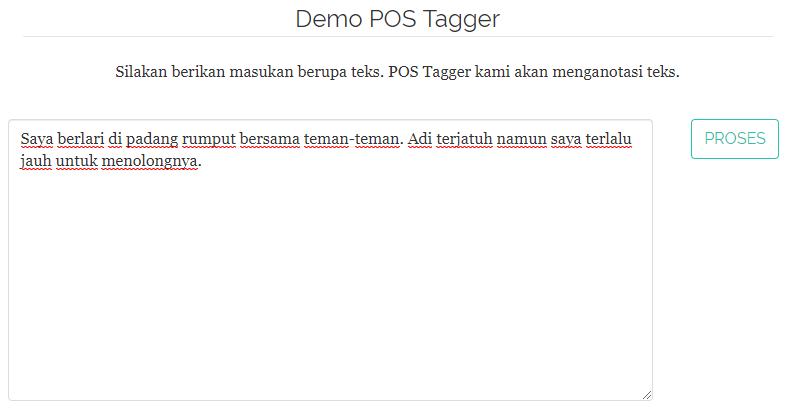 Demo POS Tagger
Silakan berikan masukan berupa teks. POS Tagger kami akan menganotasi teks.
Saya berlari di padang rumput bersama teman-teman. Adi terjatuh namun saya terlalu
jauh untuk menolongnya.
PROSES